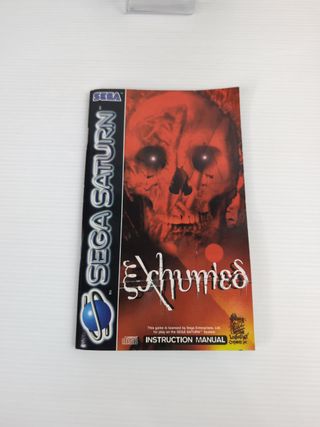 SEGA
SEGA SATURN™
Exhumed
This game is licensed by Sega Enterprises, Ltd.
for play on the SEGA SATURN™ System
INSTRUCTION MANUAL